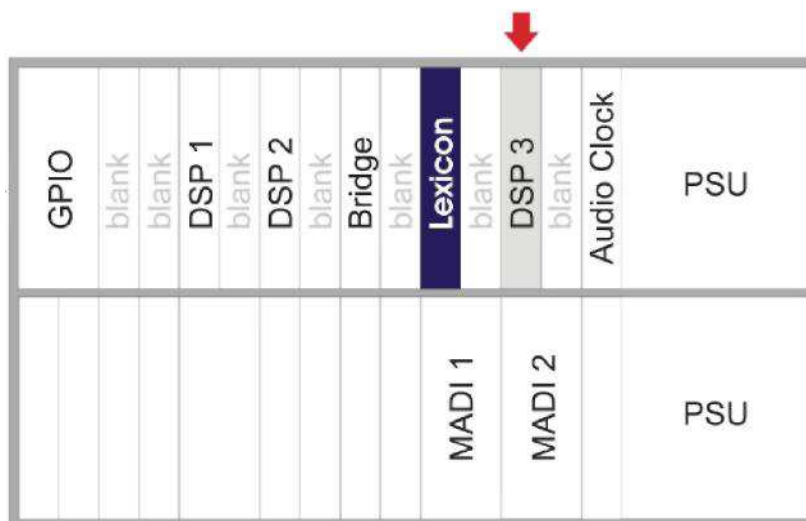 GPIO
blank
blank
DSP 1
blank
DSP 2
blank
Bridge
blank
Lexicon
blank
DSP 3
blank
Audio Clock
PSU
MADI 1
MADI 2
PSU